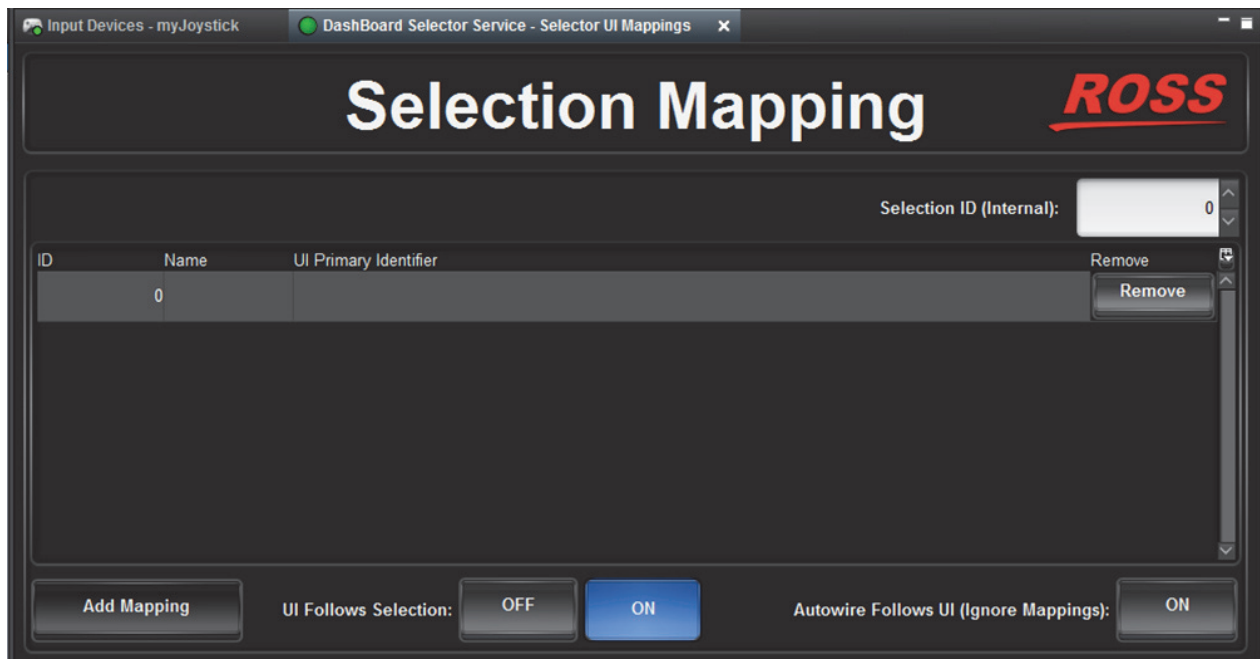 Input Devices - myJoystick
DashBoard Selector Service - Selector UI Mappings
Selection Mapping
ROSS
Selection ID (Internal): 0
ID Name UI Primary Identifier Remove
0 Remove
Add Mapping UI Follows Selection: OFF ON Autowire Follows UI (Ignore Mappings): ON